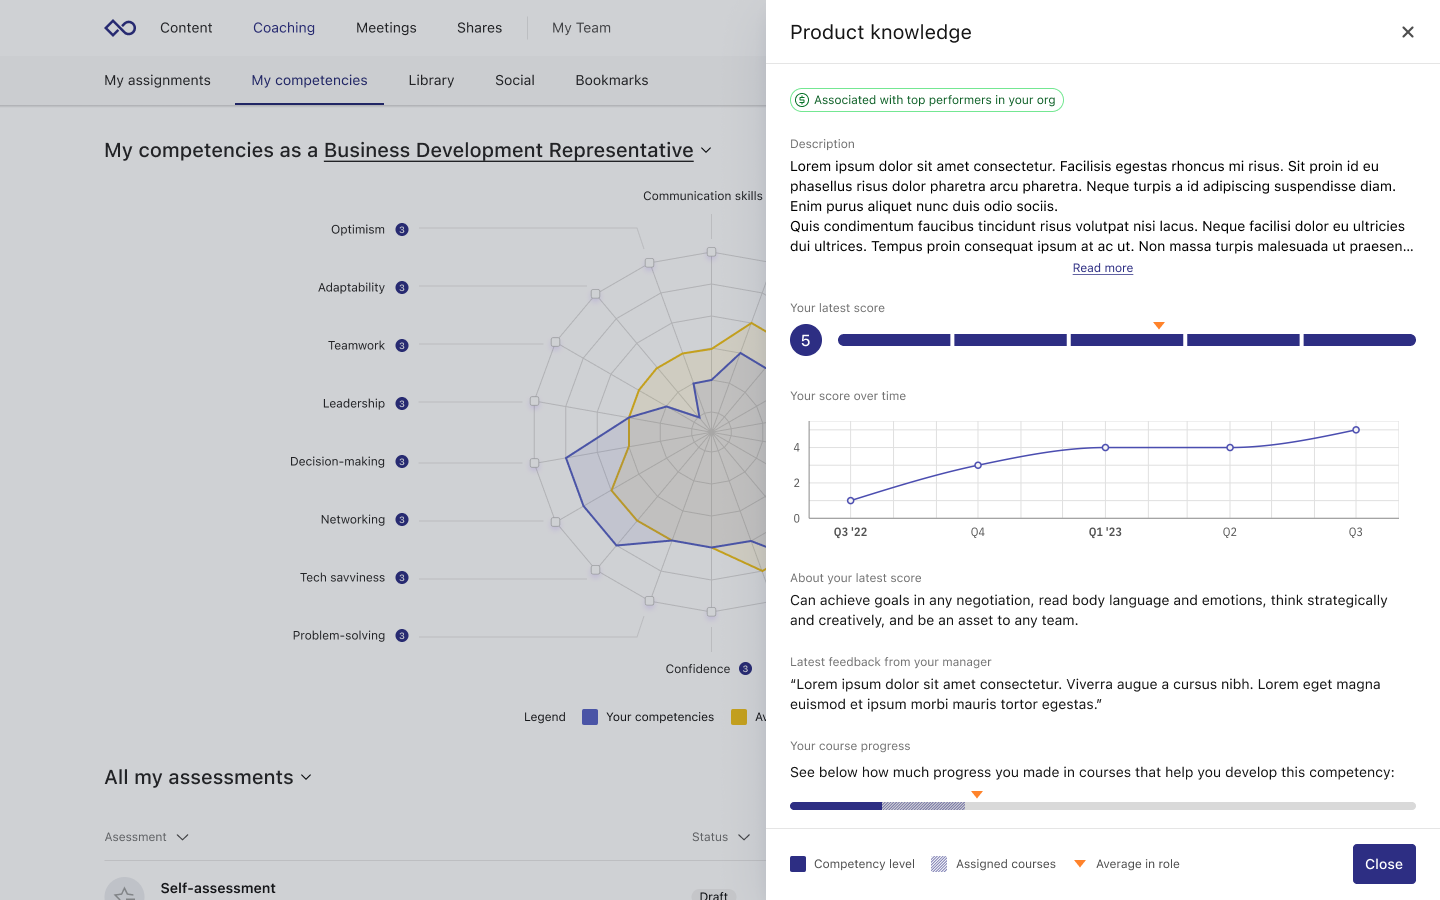 Content
Coaching
Meetings
Shares
My Team
My assignments
My competencies
Library
Social
Bookmarks
My competencies as a Business Development Representative
Communication skills
Optimism 3
Adaptability 3
Teamwork 3
Leadership 3
Decision-making 3
Networking 3
Tech savviness 3
Problem-solving 3
Confidence 3
Legend
Your competencies
Av
All my assessments
Asessment
Status
Self-assessment
Draft
Product knowledge
Associated with top performers in your org
Description
Lorem ipsum dolor sit amet consectetur. Facilisis egestas rhoncus mi risus. Sit proin id eu
phasellus risus dolor pharetra arcu pharetra. Neque turpis a id adipiscing suspendisse diam.
Enim purus aliquet nunc duis odio sociis.
Quis condimentum faucibus tincidunt risus volutpat nisi lacus. Neque facilisi dolor eu ultricies
dui ultrices. Tempus proin consequat ipsum at ac ut. Non massa turpis malesuada ut praesen...
Read more
Your latest score
5
Your score over time
4
2
0
Q3 '22
Q4
Q1 '23
Q2
Q3
About your latest score
Can achieve goals in any negotiation, read body language and emotions, think strategically
and creatively, and be an asset to any team.
Latest feedback from your manager
“Lorem ipsum dolor sit amet consectetur. Viverra augue a cursus nibh. Lorem eget magna
euismod et ipsum morbi mauris tortor egestas.”
Your course progress
See below how much progress you made in courses that help you develop this competency:
Competency level
Assigned courses
Average in role
Close